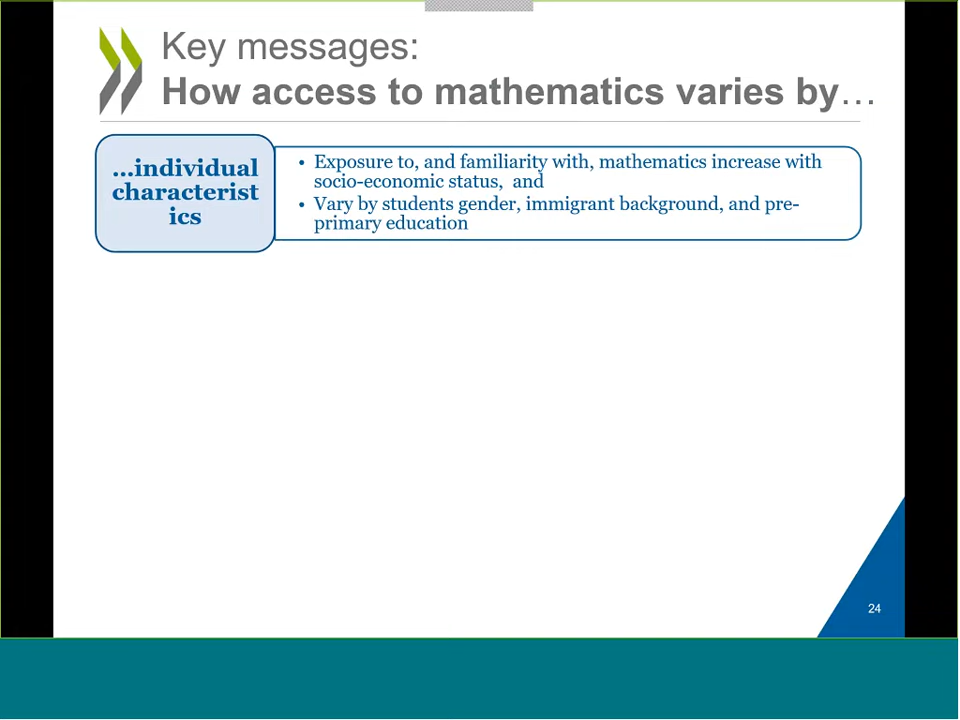 Key messages:
How access to mathematics varies by…
…individual
characterist
ics
• Exposure to, and familiarity with, mathematics increase with
socio-economic status,  and
• Vary by students gender, immigrant background, and pre-
primary education
24